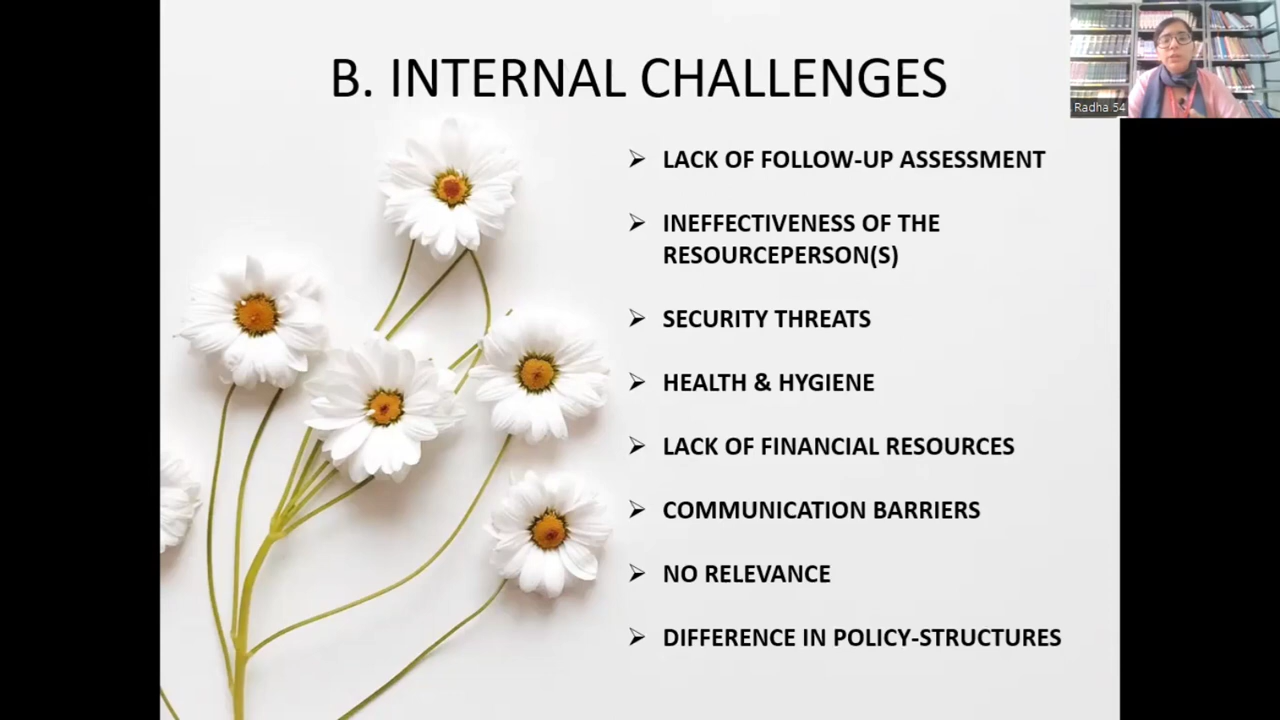 B. INTERNAL CHALLENGES
Radha 54
➢ LACK OF FOLLOW-UP ASSESSMENT
➢ INEFFECTIVENESS OF THE
RESOURCEPERSON(S)
➢ SECURITY THREATS
➢ HEALTH & HYGIENE
➢ LACK OF FINANCIAL RESOURCES
➢ COMMUNICATION BARRIERS
➢ NO RELEVANCE
➢ DIFFERENCE IN POLICY-STRUCTURES